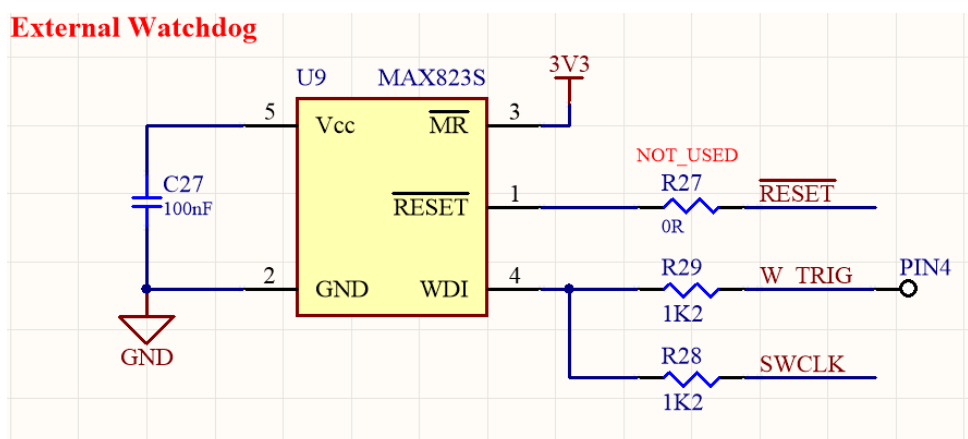 External Watchdog
U9 MAX823S
3V3
5 Vcc MR 3
C27
100nF
NOT_USED
R27
RESET 1 RESET
0R
2 GND WDI 4
R29
W_TRIG PIN4
1K2
GND
R28
SWCLK
1K2